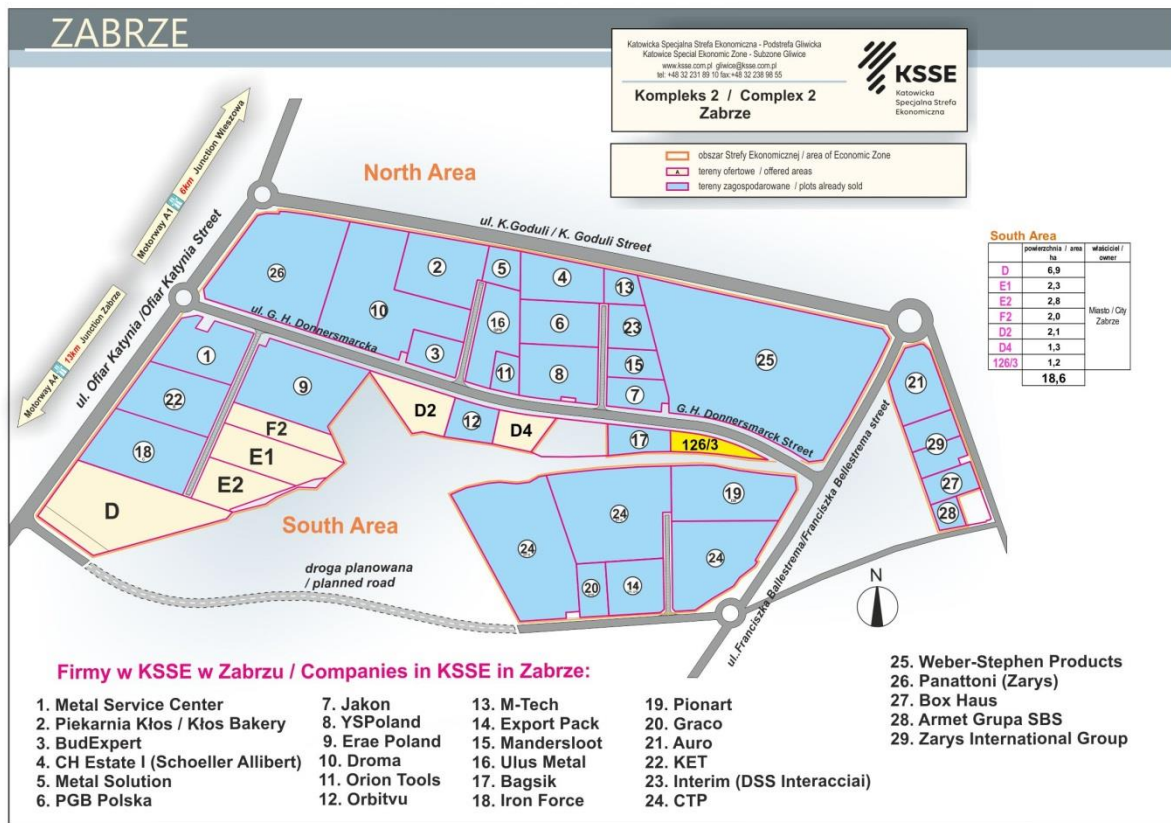 ZABRZE
Katowicka Specjalna Strefa Ekonomiczna - Podstrefa Gliwicka
Katowice Special Ekonomic Zone - Subzone Gliwice
www.ksse.com.pl gliwice@ksse.com.pl
tel: +48 32 231 89 10 fax:+48 32 238 98 55
Kompleks 2 / Complex 2
Zabrze
KSSE
Katowicka
Specjalna Strefa
Ekonomiczna
obszar Strefy Ekonomicznej / area of Economic Zone
A tereny ofertowe / offered areas
tereny zagospodarowane / plots already sold
Motorway A1 6km Junction Wieszowa
Motorway A4 13km Junction Zabrze
ul. Ofiar Katynia /Ofiar Katynia Street
North Area
ul. K.Goduli / K. Goduli Street
ul. G. H. Donnersmarcka
G. H. Donnersmarck Street
26
10
2
3
5
16
11
4
6
8
13
23
15
7
25
21
29
27
28
1
22
18
9
F2
E1
E2
D
D2
12
D4
17
126/3
24
24
19
24
20
14
South Area
droga planowana
/ planned road
ul..Franciszka Ballestrema/Franciszka Ballestrema street
N
South Area
powierzchnia / area
ha
właściciel /
owner
D 6,9
E1 2,3
E2 2,8
F2 2,0
D2 2,1
D4 1,3
126/3 1,2
Miasto / City
Zabrze
18,6
Firmy w KSSE w Zabrzu / Companies in KSSE in Zabrze:
1. Metal Service Center
2. Piekarnia Kłos / Kłos Bakery
3. BudExpert
4. CH Estate I (Schoeller Allibert)
5. Metal Solution
6. PGB Polska
7. Jakon
8. YSPoland
9. Erae Poland
10. Droma
11. Orion Tools
12. Orbitvu
13. M-Tech
14. Export Pack
15. Mandersloot
16. Ulus Metal
17. Bagsik
18. Iron Force
19. Pionart
20. Graco
21. Auro
22. KET
23. Interim (DSS Interacciai)
24. CTP
25. Weber-Stephen Products
26. Panattoni (Zarys)
27. Box Haus
28. Armet Grupa SBS
29. Zarys International Group